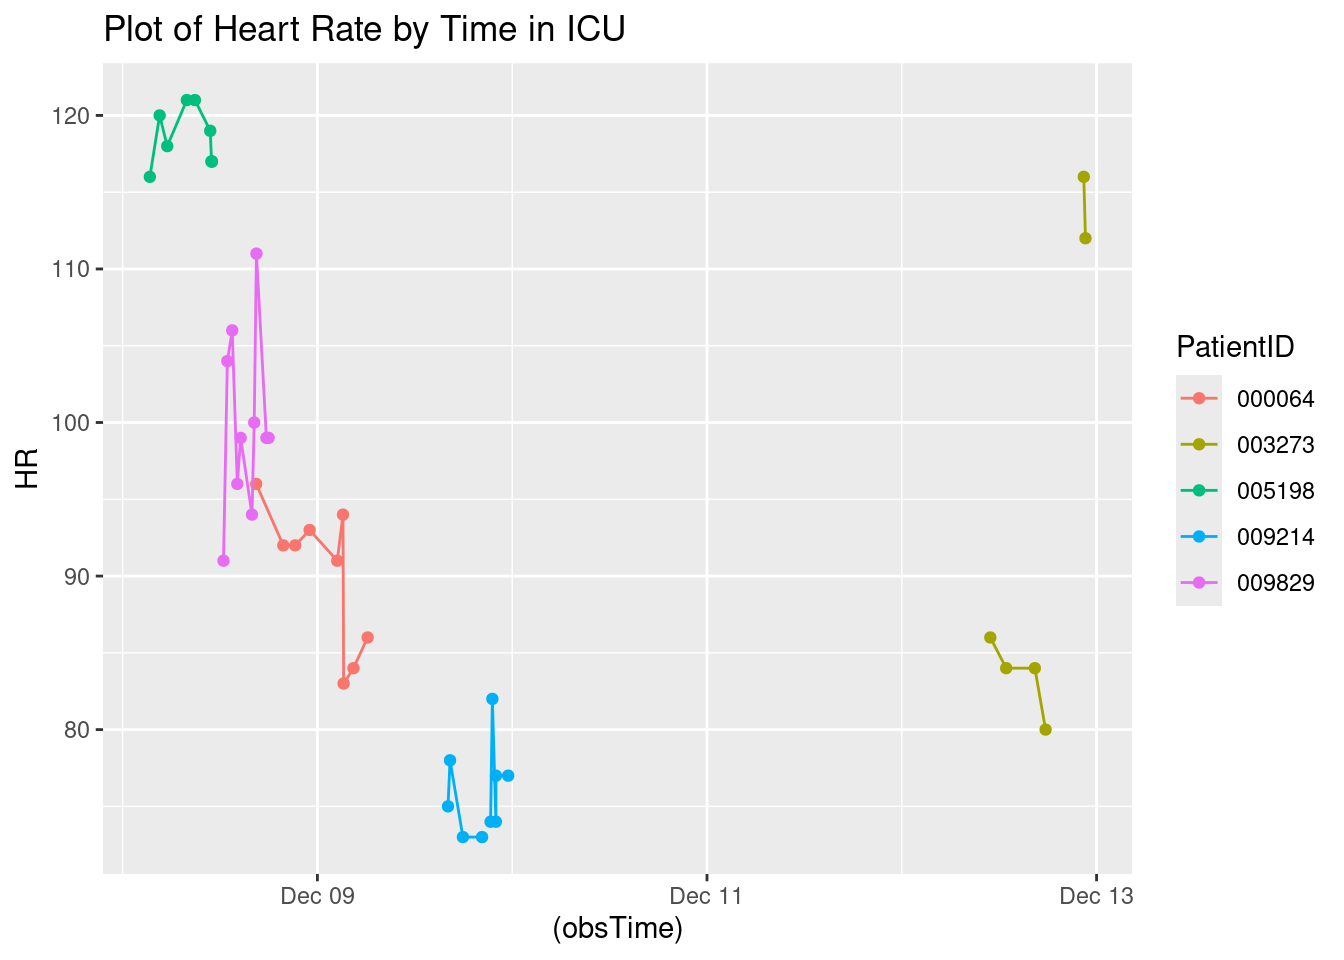 Plot of Heart Rate by Time in ICU
120
110
100
90
80
HR
Dec 09
Dec 11
Dec 13
(obsTime)
PatientID
000064
003273
005198
009214
009829